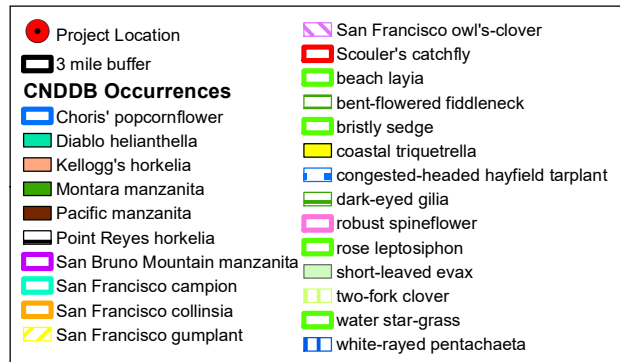 Project Location
3 mile buffer
CNDDB Occurrences
Choris' popcornflower
Diablo helianthella
Kellogg's horkelia
Montara manzanita
Pacific manzanita
Point Reyes horkelia
San Bruno Mountain manzanita
San Francisco campion
San Francisco collinsia
San Francisco gumplant
San Francisco owl's-clover
Scouler's catchfly
beach layia
bent-flowered fiddleneck
bristly sedge
coastal triquetrella
congested-headed hayfield tarplant
dark-eyed gilia
robust spineflower
rose leptosiphon
short-leaved evax
two-fork clover
water star-grass
white-rayed pentachaeta